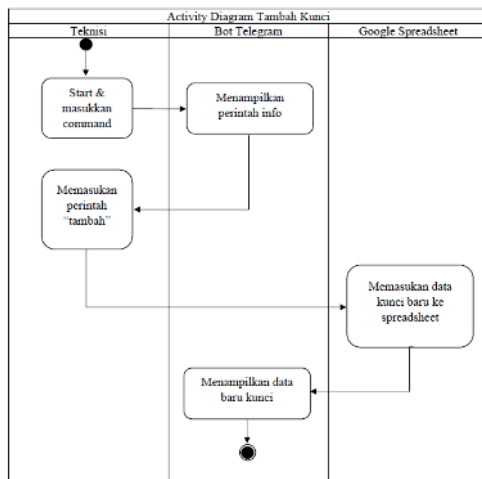 Activity Diagram Tambah Kunci
Teknisi
Bot Telegram
Google Spreadsheet
Start &
masukkan
command
Menampilkan
perintah info
Memasukan
perintah
“tambah”
Memasukan data
kunci baru ke
spreadsheet
Menampilkan data
baru kunci